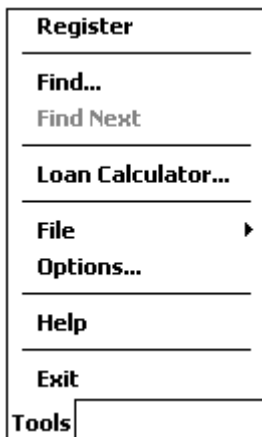 Register
Find...
Find Next
Loan Calculator...
File
Options...
Help
Exit
Tools